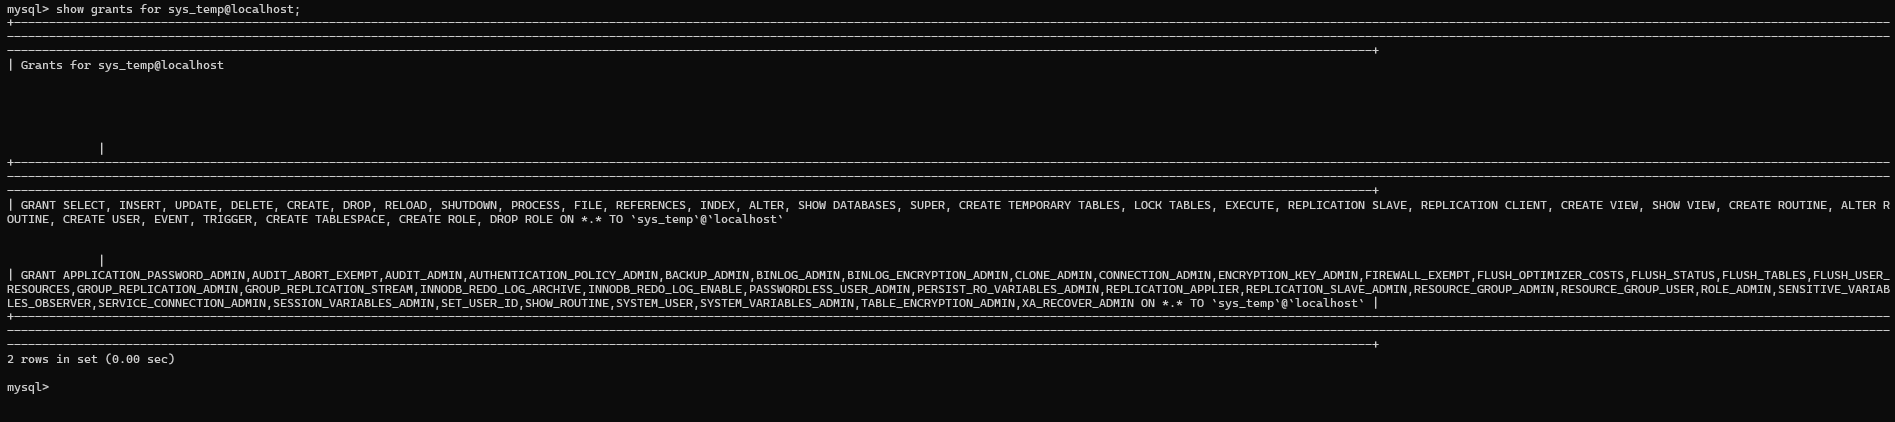 mysql> show grants for sys_temp@localhost;
| Grants for sys_temp@localhost
|
| GRANT SELECT, INSERT, UPDATE, DELETE, CREATE, DROP, RELOAD, SHUTDOWN, PROCESS, FILE, REFERENCES, INDEX, ALTER, SHOW DATABASES, SUPER, CREATE TEMPORARY TABLES, LOCK TABLES, EXECUTE, REPLICATION SLAVE, REPLICATION CLIENT, CREATE VIEW, SHOW VIEW, CREATE ROUTINE, ALTER R
OUTINE, CREATE USER, EVENT, TRIGGER, CREATE TABLESPACE, CREATE ROLE, DROP ROLE ON *.* TO `sys_temp`@`localhost`
|
| GRANT APPLICATION_PASSWORD_ADMIN,AUDIT_ABORT_EXEMPT,AUDIT_ADMIN,AUTHENTICATION_POLICY_ADMIN,BACKUP_ADMIN,BINLOG_ADMIN,BINLOG_ENCRYPTION_ADMIN,CLONE_ADMIN,CONNECTION_ADMIN,ENCRYPTION_KEY_ADMIN,FIREWALL_EXEMPT,FLUSH_OPTIMIZER_COSTS,FLUSH_STATUS,FLUSH_TABLES,FLUSH_USER_
RESOURCES,GROUP_REPLICATION_ADMIN,GROUP_REPLICATION_STREAM,INNODB_REDO_LOG_ARCHIVE,INNODB_REDO_LOG_ENABLE,PASSWORDLESS_USER_ADMIN,PERSIST_RO_VARIABLES_ADMIN,REPLICATION_APPLIER,REPLICATION_SLAVE_ADMIN,RESOURCE_GROUP_ADMIN,RESOURCE_GROUP_USER,ROLE_ADMIN,SENSITIVE_VARIAB
LES_OBSERVER,SERVICE_CONNECTION_ADMIN,SESSION_VARIABLES_ADMIN,SET_USER_ID,SHOW_ROUTINE,SYSTEM_USER,SYSTEM_VARIABLES_ADMIN,TABLE_ENCRYPTION_ADMIN,XA_RECOVER_ADMIN ON *.* TO `sys_temp`@`localhost` |
2 rows in set (0.00 sec)
mysql>